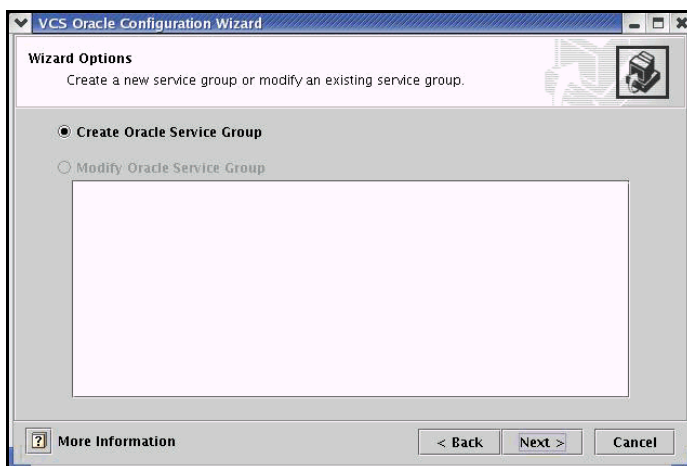 VCS Oracle Configuration Wizard
Wizard Options
Create a new service group or modify an existing service group.
Create Oracle Service Group
Modify Oracle Service Group
? More Information
< Back
Next >
Cancel